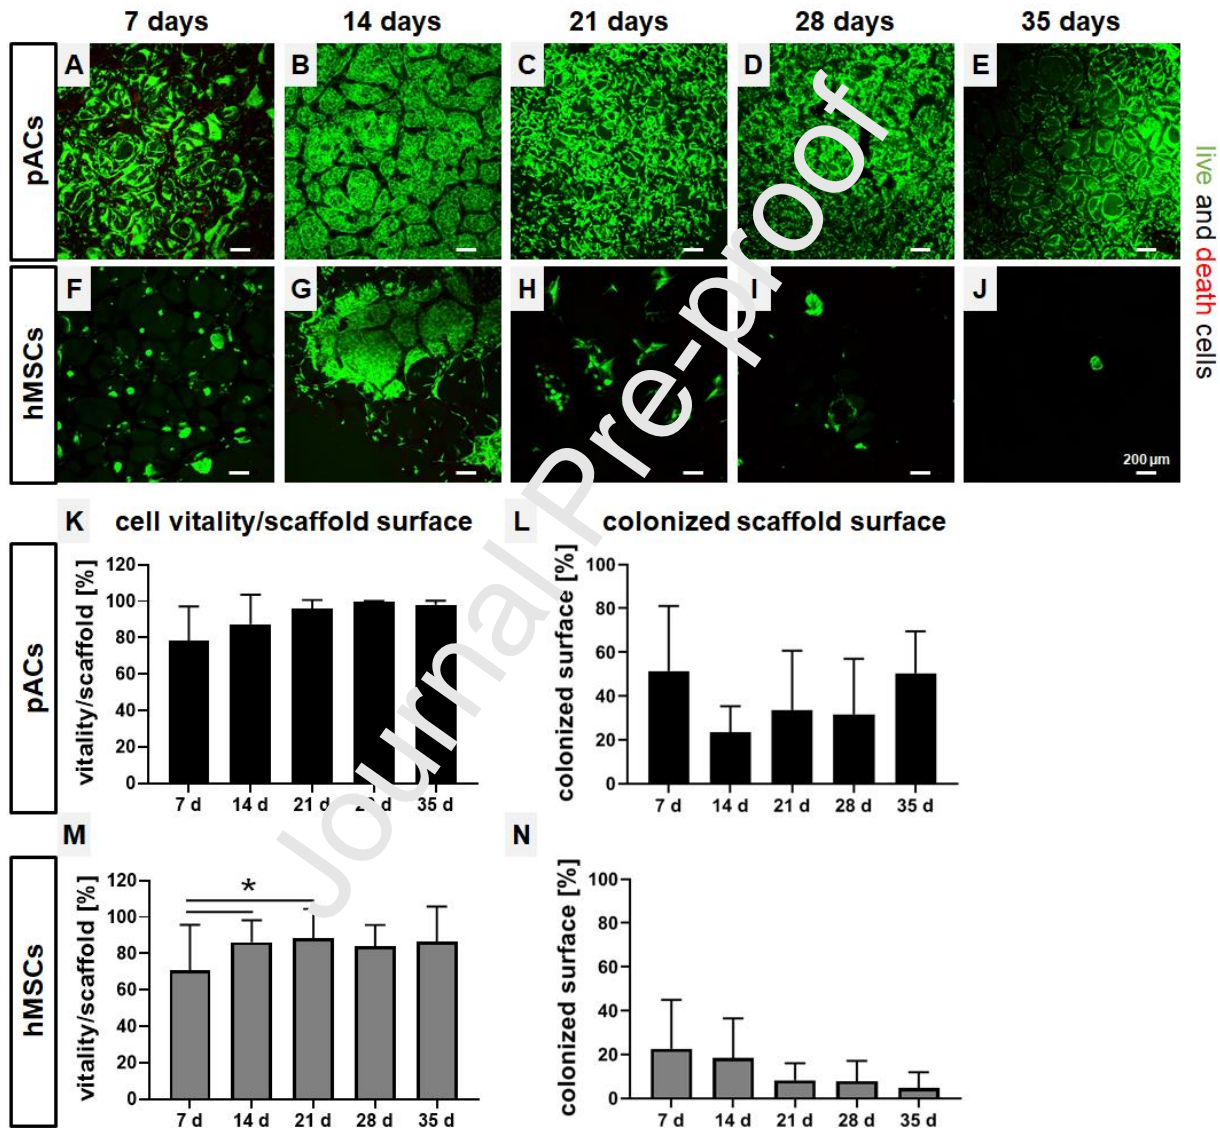 7 days 14 days 21 days 28 days 35 days
pACs
A B C D E
hMSCs
F G H I J
200 µm
live and death cells
Journal Pre-proof
K cell vitality/scaffold surface L colonized scaffold surface
pACs
vitality/scaffold [%]
120
100
80
60
40
20
0
7 d 14 d 21 d 28 d 35 d
colonized surface [%]
100
80
60
40
20
0
7 d 14 d 21 d 28 d 35 d
M N
hMSCs
vitality/scaffold [%]
120
100
80
60
40
20
0
*
7 d 14 d 21 d 28 d 35 d
colonized surface [%]
100
80
60
40
20
0
7 d 14 d 21 d 28 d 35 d